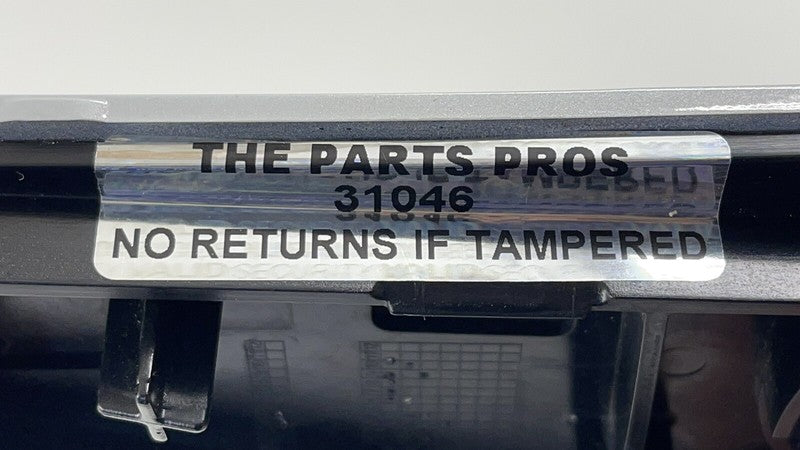 THE PARTS PROS
31046
NO RETURNS IF TAMPERED